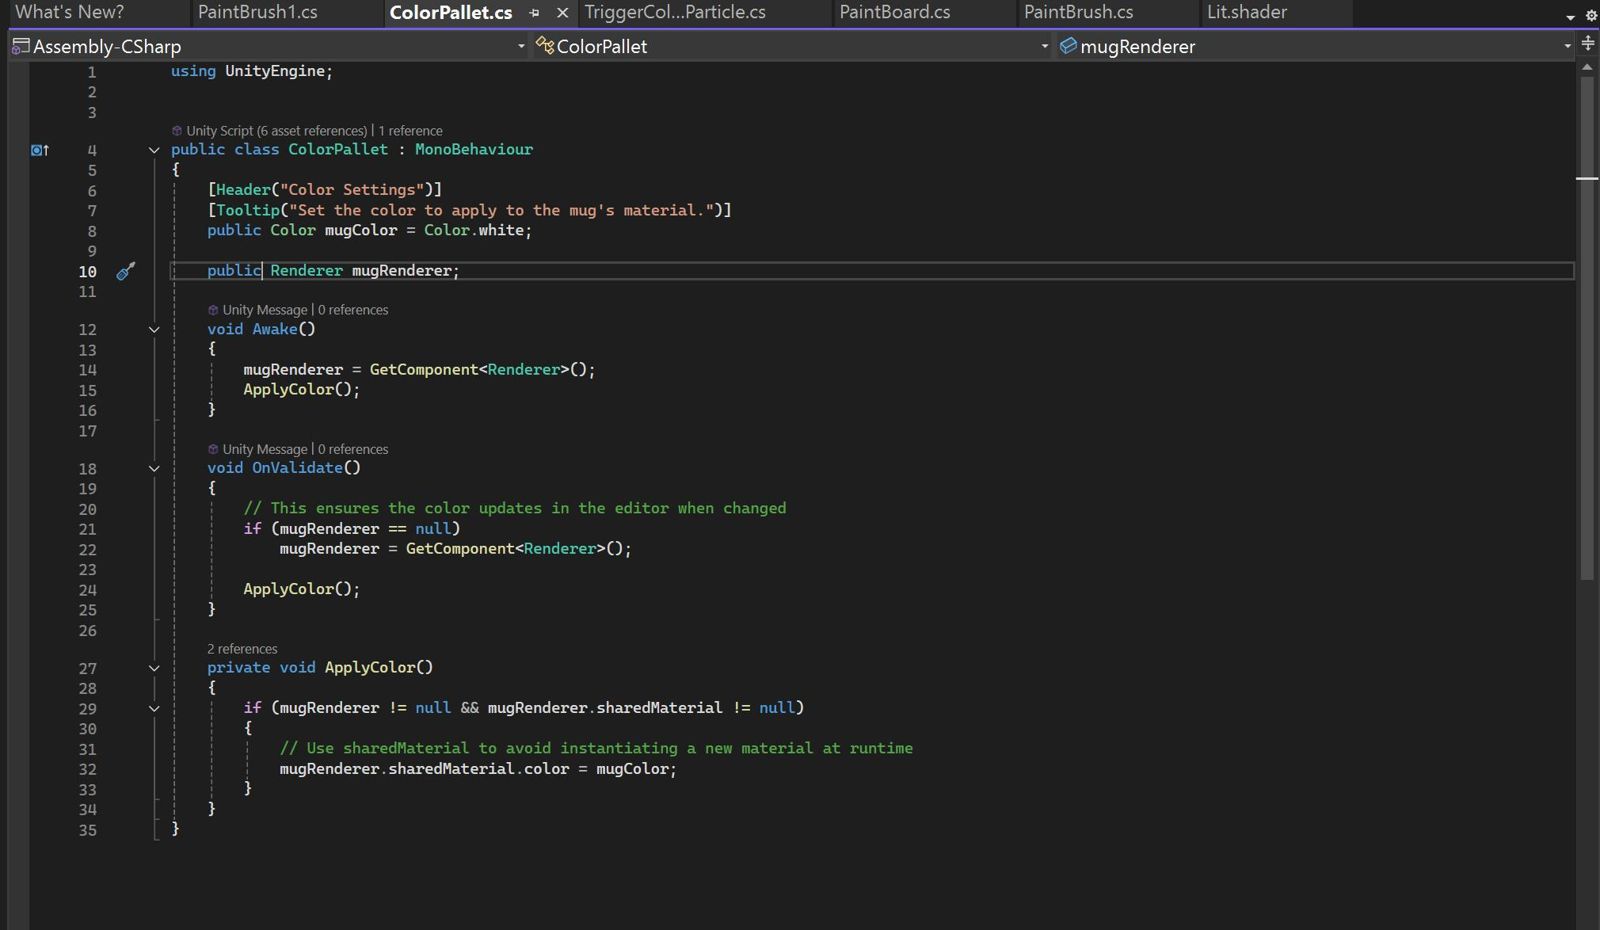 What's New?
PaintBrush1.cs
ColorPallet.cs
TriggerCol...Particle.cs
PaintBoard.cs
PaintBrush.cs
Lit.shader
Assembly-CSharp
ColorPallet
mugRenderer
1 using UnityEngine;
2
3
Unity Script (6 asset references) | 1 reference
4 public class ColorPallet : MonoBehaviour
5 {
6 [Header("Color Settings")]
7 [Tooltip("Set the color to apply to the mug's material.")]
8 public Color mugColor = Color.white;
9
10 public Renderer mugRenderer;
11
Unity Message | 0 references
12 void Awake()
13 {
14 mugRenderer = GetComponent<Renderer>();
15 ApplyColor();
16 }
17
Unity Message | 0 references
18 void OnValidate()
19 {
20 // This ensures the color updates in the editor when changed
21 if (mugRenderer == null)
22 mugRenderer = GetComponent<Renderer>();
23
24 ApplyColor();
25 }
26
2 references
27 private void ApplyColor()
28 {
29 if (mugRenderer != null && mugRenderer.sharedMaterial != null)
30 {
31 // Use sharedMaterial to avoid instantiating a new material at runtime
32 mugRenderer.sharedMaterial.color = mugColor;
33 }
34 }
35 }